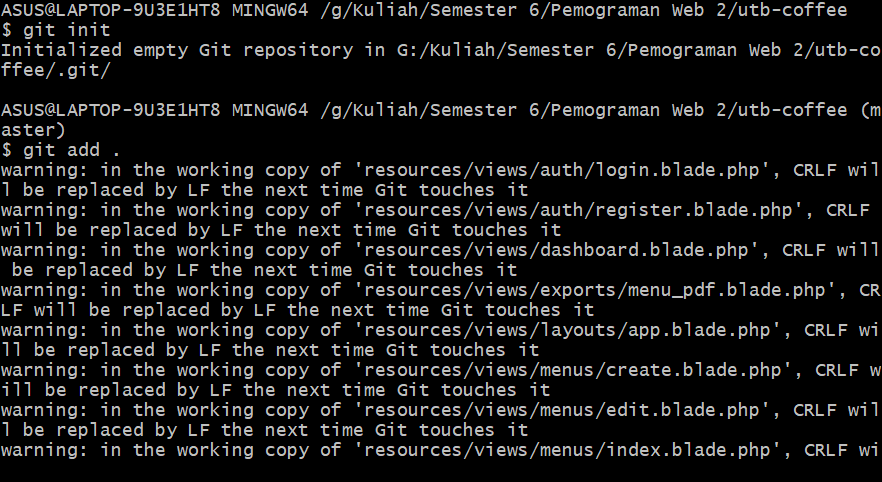 ASUS@LAPTOP-9U3E1HT8 MINGW64 /g/Kuliah/Semester 6/Pemograman Web 2/utb-coffee
$ git init
Initialized empty Git repository in G:/Kuliah/Semester 6/Pemograman Web 2/utb-co
ffee/.git/
ASUS@LAPTOP-9U3E1HT8 MINGW64 /g/Kuliah/Semester 6/Pemograman Web 2/utb-coffee (m
aster)
$ git add .
warning: in the working copy of 'resources/views/auth/login.blade.php', CRLF wil
l be replaced by LF the next time Git touches it
warning: in the working copy of 'resources/views/auth/register.blade.php', CRLF
will be replaced by LF the next time Git touches it
warning: in the working copy of 'resources/views/dashboard.blade.php', CRLF will
 be replaced by LF the next time Git touches it
warning: in the working copy of 'resources/views/exports/menu_pdf.blade.php', CR
LF will be replaced by LF the next time Git touches it
warning: in the working copy of 'resources/views/layouts/app.blade.php', CRLF wi
ll be replaced by LF the next time Git touches it
warning: in the working copy of 'resources/views/menus/create.blade.php', CRLF w
ill be replaced by LF the next time Git touches it
warning: in the working copy of 'resources/views/menus/edit.blade.php', CRLF wil
l be replaced by LF the next time Git touches it
warning: in the working copy of 'resources/views/menus/index.blade.php', CRLF wi